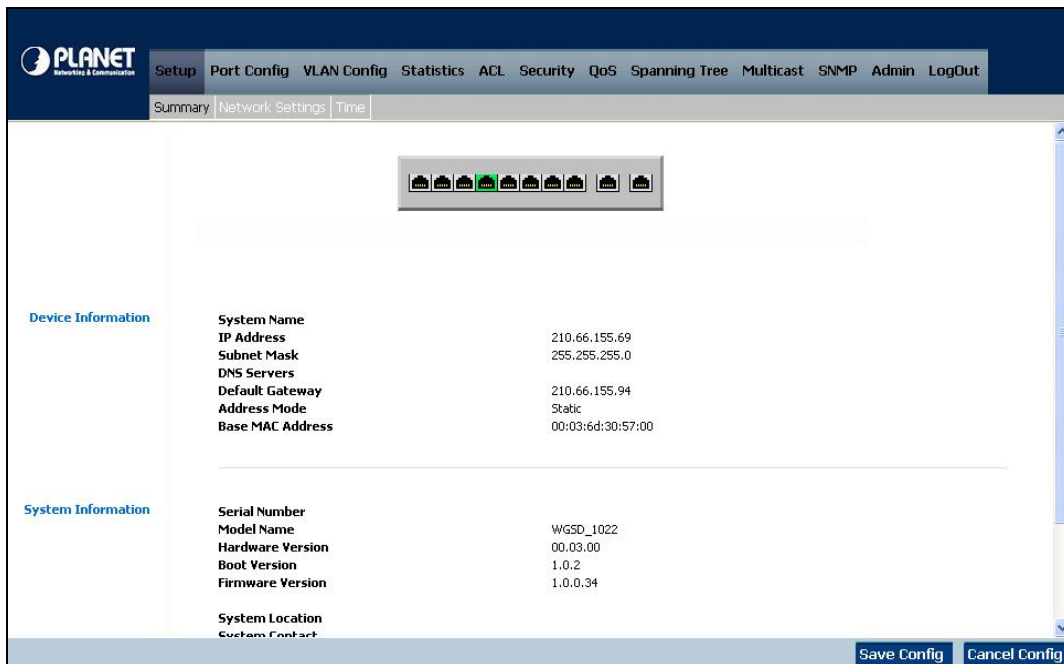 PLANET
Networking & Communication
Setup Port Config VLAN Config Statistics ACL Security QoS Spanning Tree Multicast SNMP Admin LogOut
Summary Network Settings Time
Device Information
System Name
IP Address 210.66.155.69
Subnet Mask 255.255.255.0
DNS Servers
Default Gateway 210.66.155.94
Address Mode Static
Base MAC Address 00:03:6d:30:57:00
System Information
Serial Number
Model Name WGSD_1022
Hardware Version 00.03.00
Boot Version 1.0.2
Firmware Version 1.0.0.34
System Location
System Contact
Save Config Cancel Config